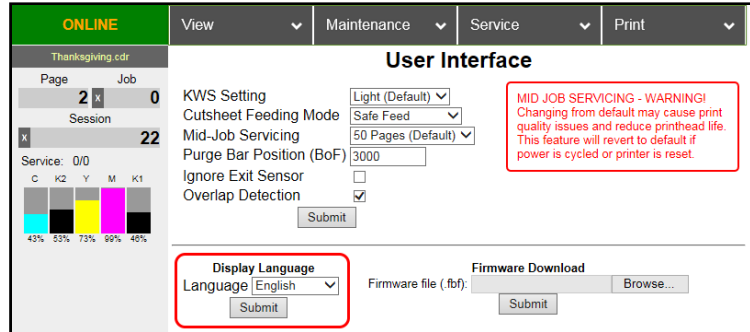 ONLINE
View
Maintenance
Service
Print
Thanksgiving.cdr
Page Job
2 x 0
Session
x 22
Service: 0/0
C K2 Y M K1
43% 53% 73% 99% 46%
User Interface
KWS Setting Light (Default)
Cutsheet Feeding Mode Safe Feed
Mid-Job Servicing 50 Pages (Default)
Purge Bar Position (BoF) 3000
Ignore Exit Sensor
Overlap Detection
Submit
MID JOB SERVICING - WARNING!
Changing from default may cause print
quality issues and reduce printhead life.
This feature will revert to default if
power is cycled or printer is reset.
Display Language
Language English
Submit
Firmware Download
Firmware file (.fbf): Browse...
Submit